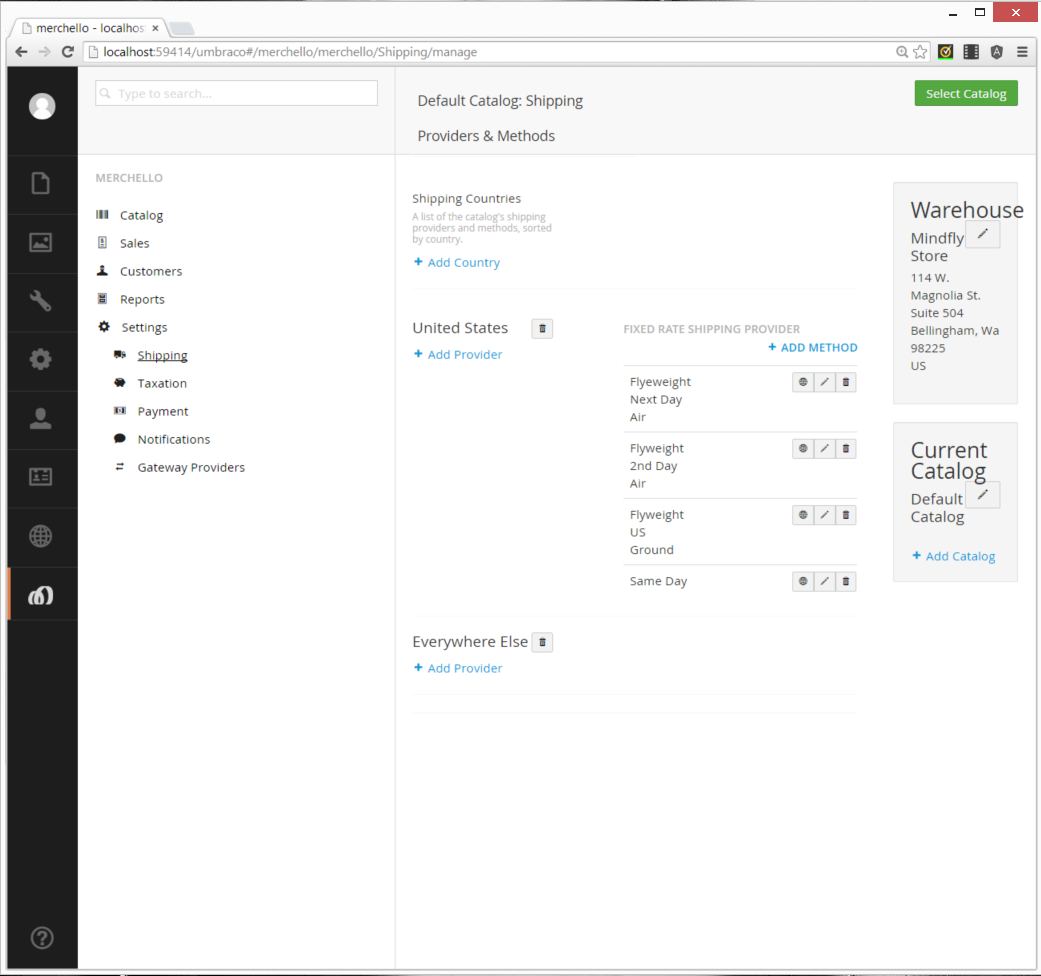 merchello - localhos
localhost:59414/umbraco#/merchello/merchello/Shipping/manage
Type to search...
Default Catalog: Shipping
Providers & Methods
Select Catalog
MERCHELLO
Catalog
Sales
Customers
Reports
Settings
Shipping
Taxation
Payment
Notifications
Gateway Providers
Shipping Countries
A list of the catalog's shipping
providers and methods, sorted
by country.
+ Add Country
United States
+ Add Provider
FIXED RATE SHIPPING PROVIDER
+ ADD METHOD
Flyeweight
Next Day
Air
Flyweight
2nd Day
Air
Flyweight
US
Ground
Same Day
Everywhere Else
+ Add Provider
Warehouse
Mindfly
Store
114 W.
Magnolia St.
Suite 504
Bellingham, Wa
98225
US
Current
Catalog
Default
Catalog
+ Add Catalog